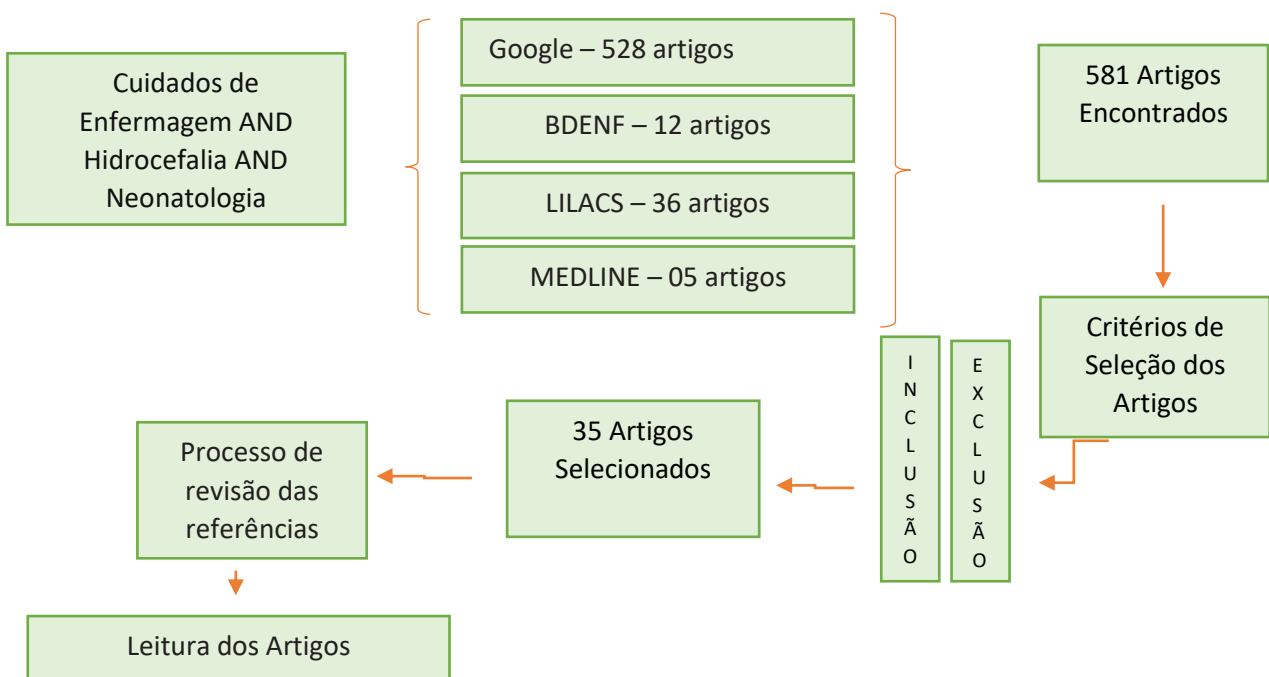 Cuidados de
Enfermagem AND
Hidrocefalia AND
Neonatologia
Google – 528 artigos
BDENF – 12 artigos
LILACS – 36 artigos
MEDLINE – 05 artigos
581 Artigos
Encontrados
Critérios de
Seleção dos
Artigos
E
X
C
L
U
S
Ã
O
I
N
C
L
U
S
Ã
O
35 Artigos
Selecionados
Processo de
revisão das
referências
Leitura dos Artigos